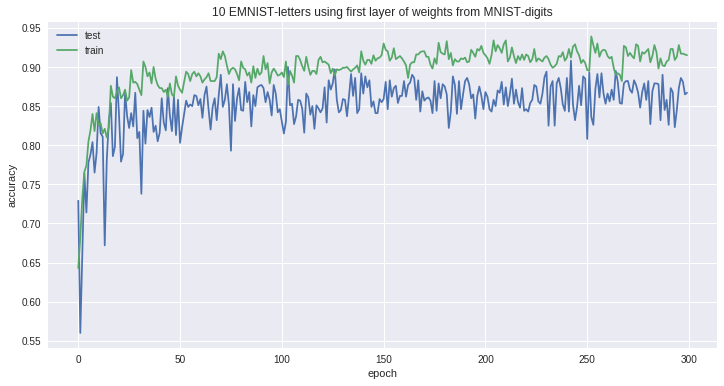 10 EMNIST-letters using first layer of weights from MNIST-digits
test
train
accuracy
0.95
0.90
0.85
0.80
0.75
0.70
0.65
0.60
0.55
0 50 100 150 200 250 300
epoch